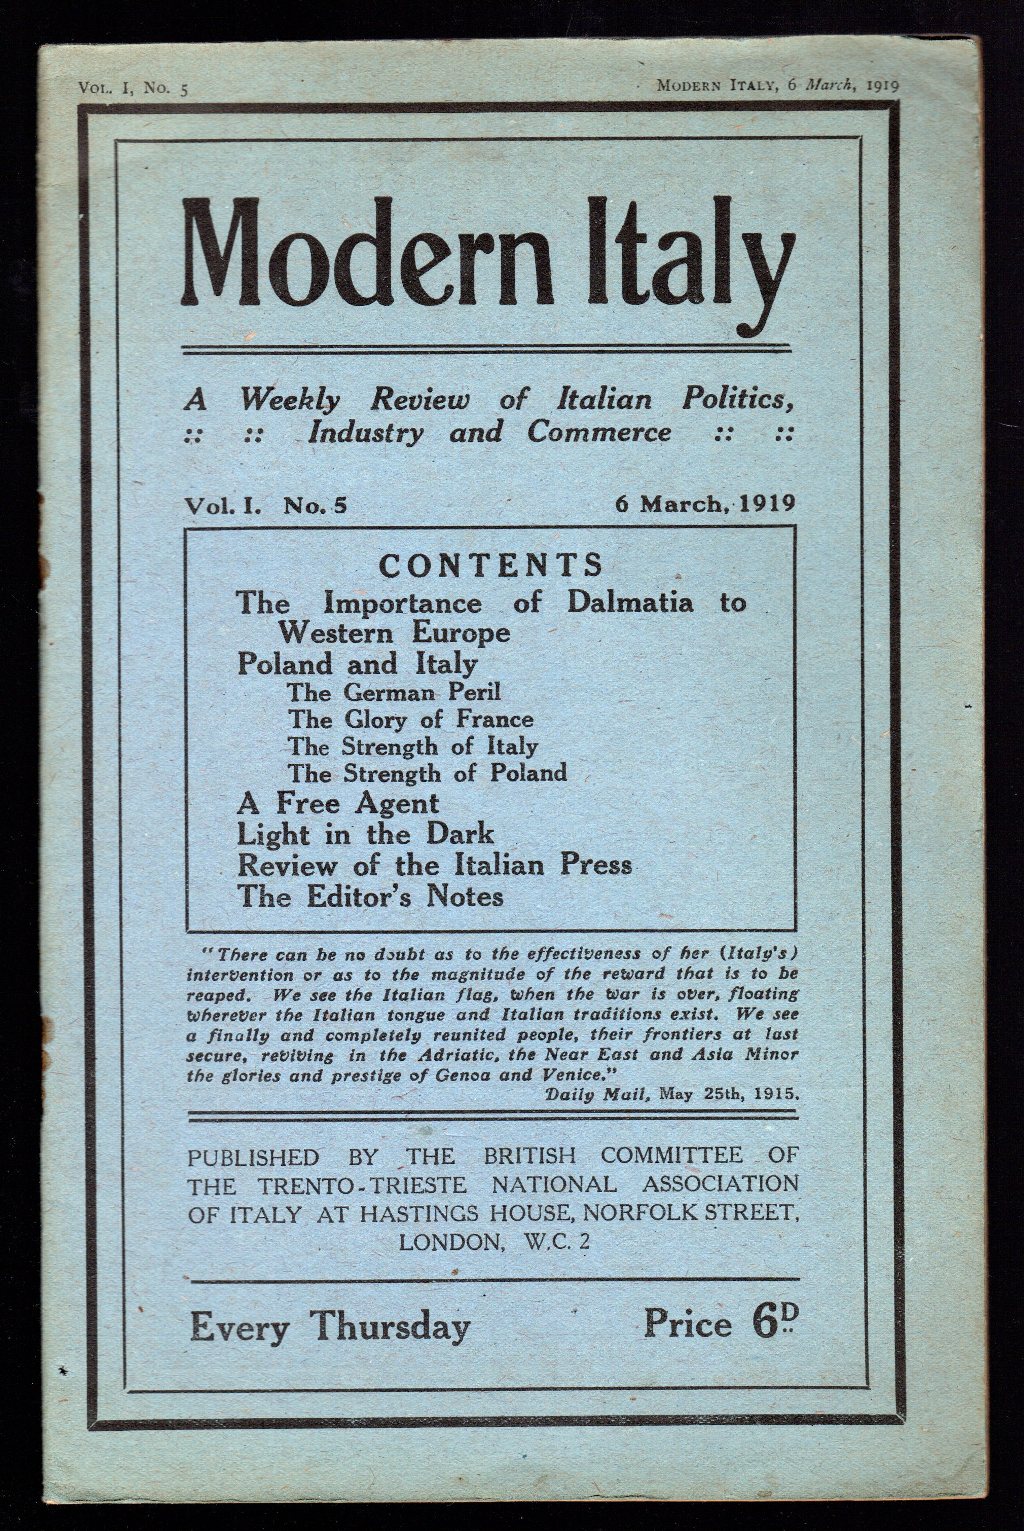 Vol. I, No. 5
Modern Italy, 6 March, 1919
Modern Italy
A Weekly Review of Italian Politics,
:: :: Industry and Commerce :: ::
Vol. I. No. 5
6 March, 1919
CONTENTS
The Importance of Dalmatia to
Western Europe
Poland and Italy
The German Peril
The Glory of France
The Strength of Italy
The Strength of Poland
A Free Agent
Light in the Dark
Review of the Italian Press
The Editor's Notes
"There can be no doubt as to the effectiveness of her (Italy's)
intervention or as to the magnitude of the reward that is to be
reaped. We see the Italian flag, when the war is over, floating
wherever the Italian tongue and Italian traditions exist. We see
a finally and completely reunited people, their frontiers at last
secure, reviving in the Adriatic, the Near East and Asia Minor
the glories and prestige of Genoa and Venice."
Daily Mail, May 25th, 1915.
PUBLISHED BY THE BRITISH COMMITTEE OF
THE TRENTO-TRIESTE NATIONAL ASSOCIATION
OF ITALY AT HASTINGS HOUSE, NORFOLK STREET,
LONDON, W.C. 2
Every Thursday
Price 6D